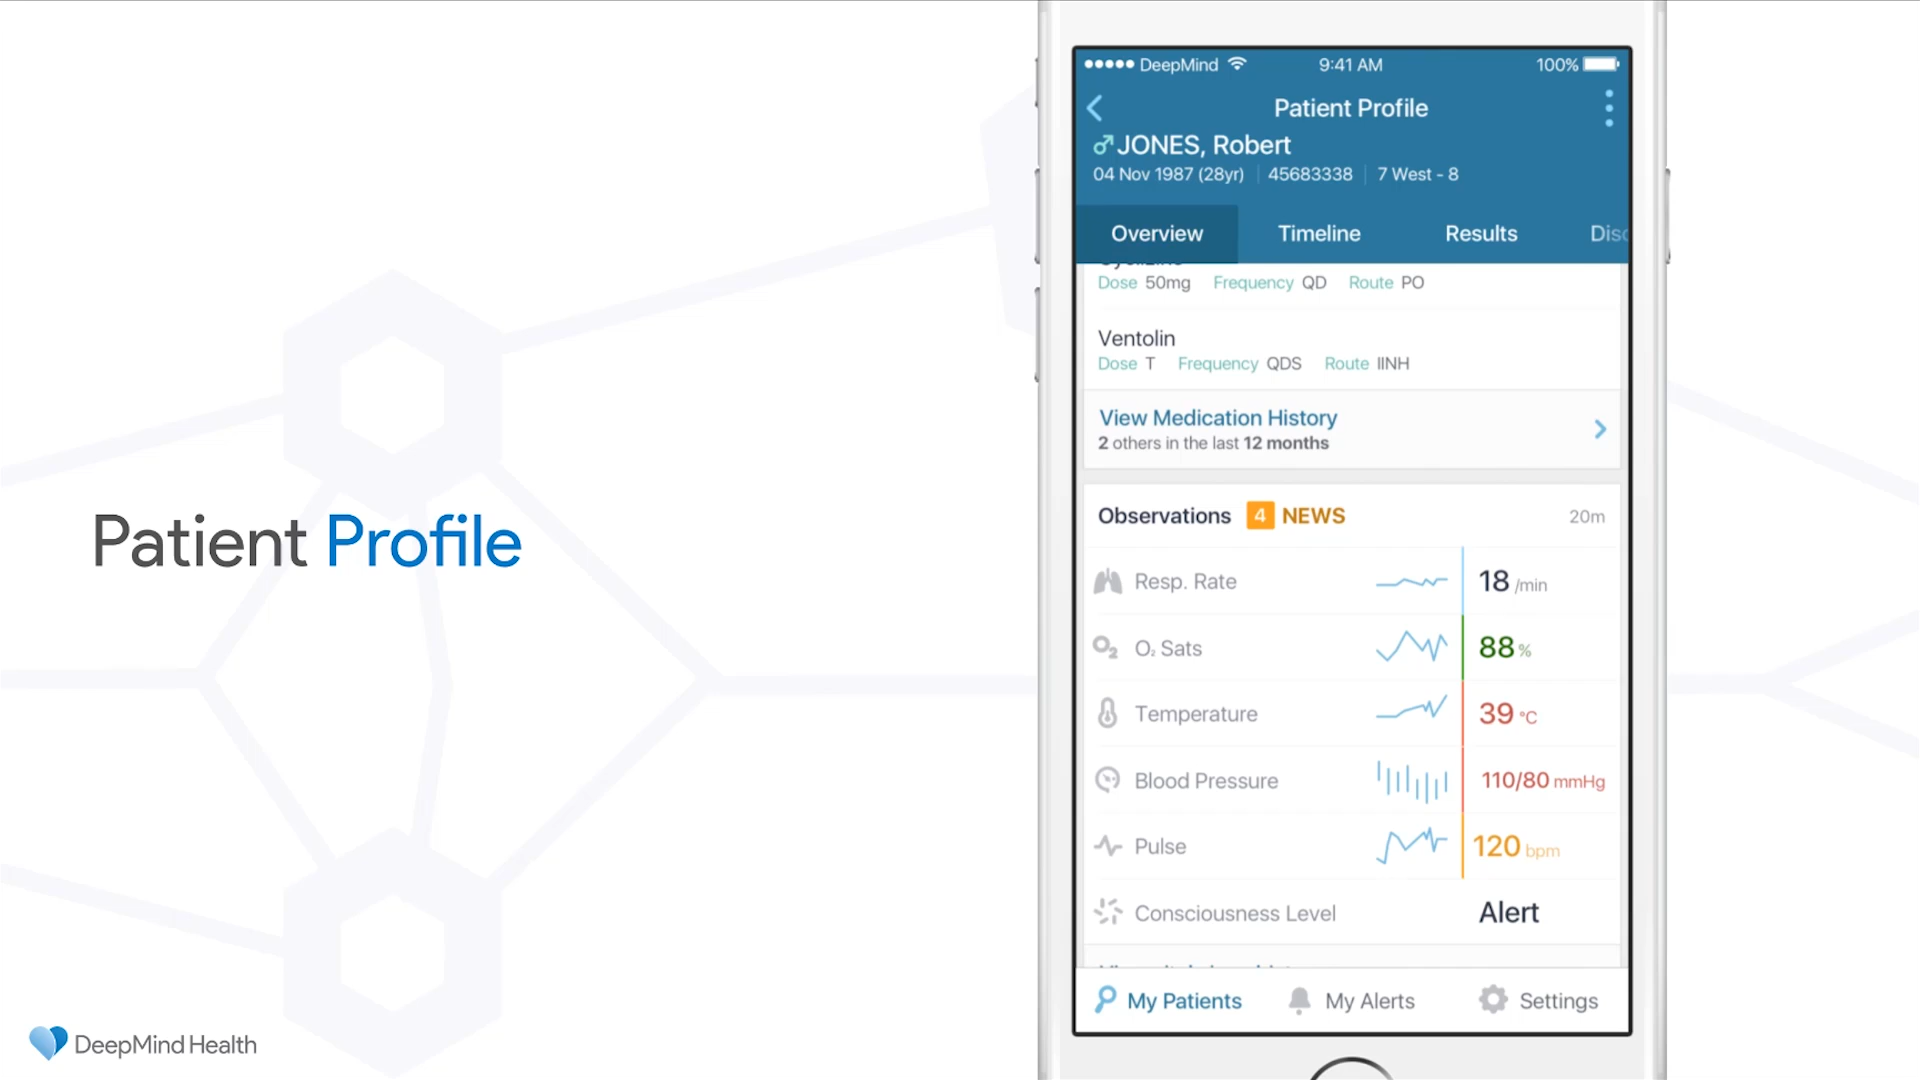 Patient Profile
DeepMind Health
DeepMind 9:41 AM 100%
Patient Profile
JONES, Robert
04 Nov 1987 (28yr) 45683338 7 West - 8
Overview Timeline Results
Dose 50mg Frequency QD Route PO
Ventolin
Dose T Frequency QDS Route IINH
View Medication History
2 others in the last 12 months
Observations 4 NEWS 20m
Resp. Rate 18 /min
O₂ Sats 88 %
Temperature 39 °C
Blood Pressure 110/80 mmHg
Pulse 120 bpm
Consciousness Level Alert
My Patients My Alerts Settings